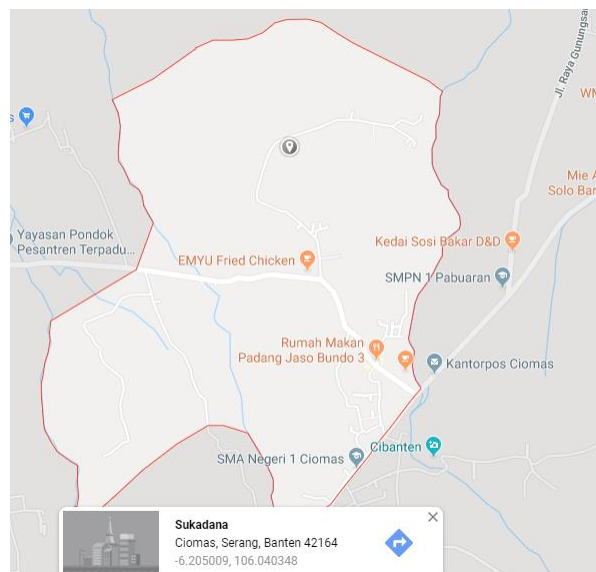 Jl. Raya Gunungsa
WM
s
Mie A
Solo Bar
Yayasan Pondok
Pesantren Terpadu...
Kedai Sosi Bakar D&D
EMYU Fried Chicken
SMPN 1 Pabuaran
Rumah Makan
Padang Jaso Bundo 3
Kantorpos Ciomas
Cibanten
SMA Negeri 1 Ciomas
Sukadana
Ciomas, Serang, Banten 42164
-6.205009, 106.040348